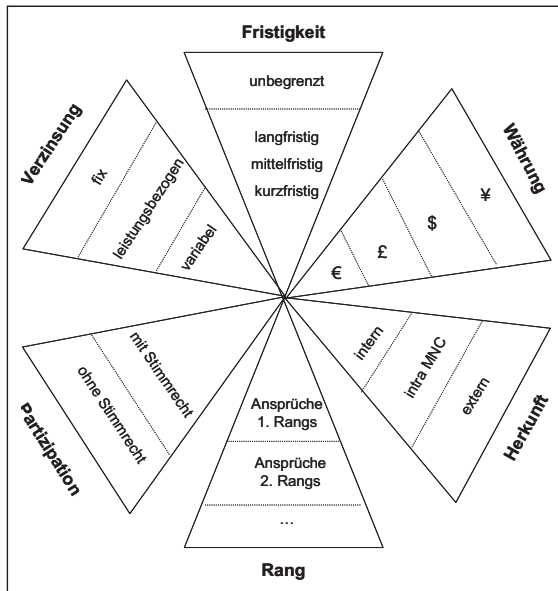 Fristigkeit
unbegrenzt
langfristig
mittelfristig
kurzfristig
Währung
¥
$
£
€
Herkunft
intern
intra MNC
extern
Rang
Ansprüche
1. Rangs
Ansprüche
2. Rangs
...
Partizipation
ohne Stimmrecht
mit Stimmrecht
Verzinsung
fix
leistungsbezogen
variabel